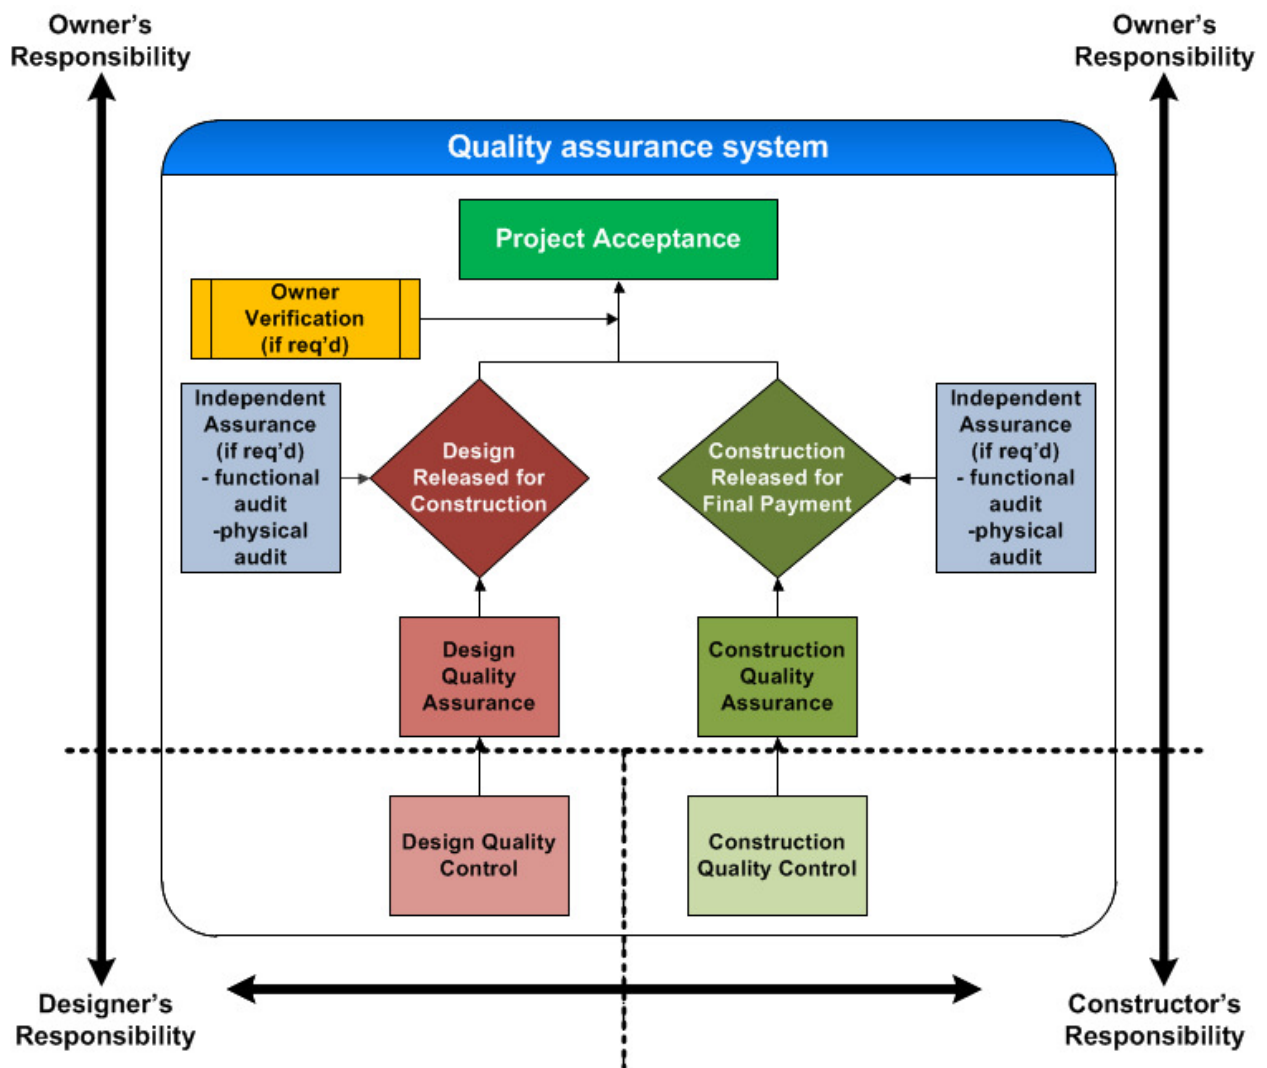 Owner's
Responsibility
Owner's
Responsibility
Quality assurance system
Project Acceptance
Owner
Verification
(if req'd)
Independent
Assurance
(if req'd)
- functional
audit
-physical
audit
Design
Released for
Construction
Construction
Released for
Final Payment
Independent
Assurance
(if req'd)
- functional
audit
-physical
audit
Design
Quality
Assurance
Construction
Quality
Assurance
Design Quality
Control
Construction
Quality Control
Designer's
Responsibility
Constructor's
Responsibility